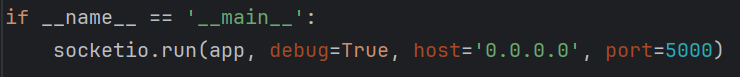 if __name__ == '__main__':
    socketio.run(app, debug=True, host='0.0.0.0', port=5000)